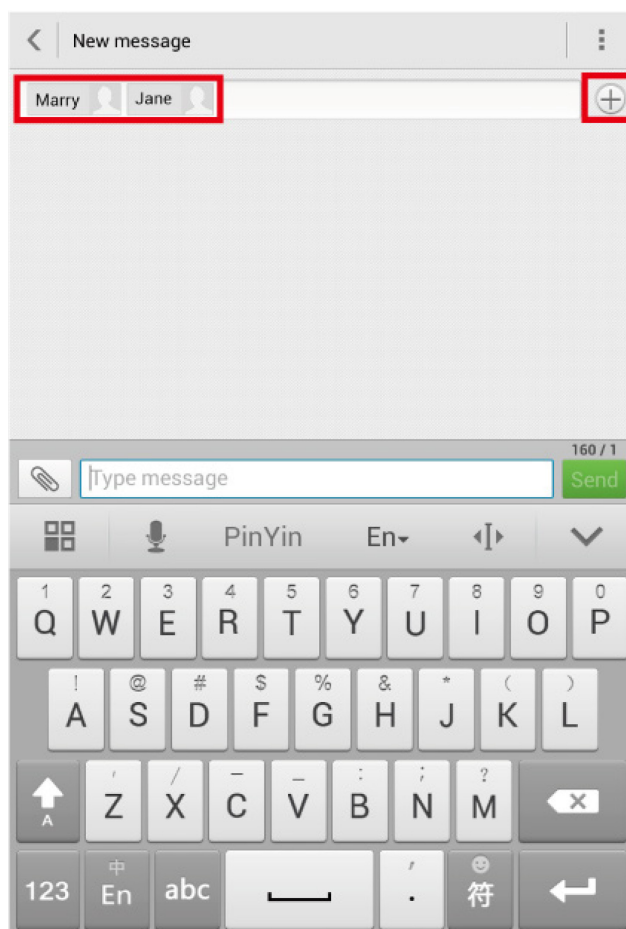 New message
Marry Jane
160 / 1
Type message Send
PinYin En
1 2 3 4 5 6 7 8 9 0
Q W E R T Y U I O P
! @ # $ % & * ( )
A S D F G H J K L
' / — _ : ; ?
A Z X C V B N M
中 '
123 En abc . 符